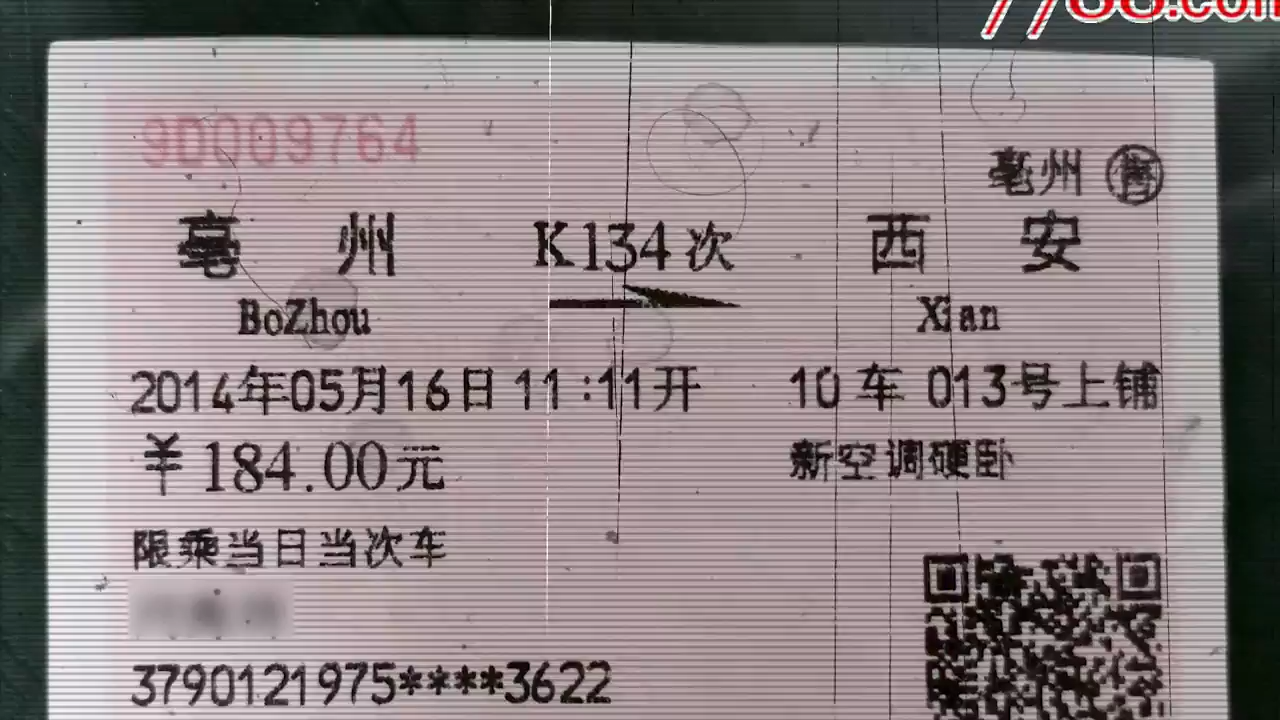 7788.com
9D009764
亳州 售
亳州 K134次 西安
BoZhou Xian
2014年05月16日 11:11开 10车 013号上铺
¥184.00元 新空调硬卧
限乘当日当次车
3790121975****3622